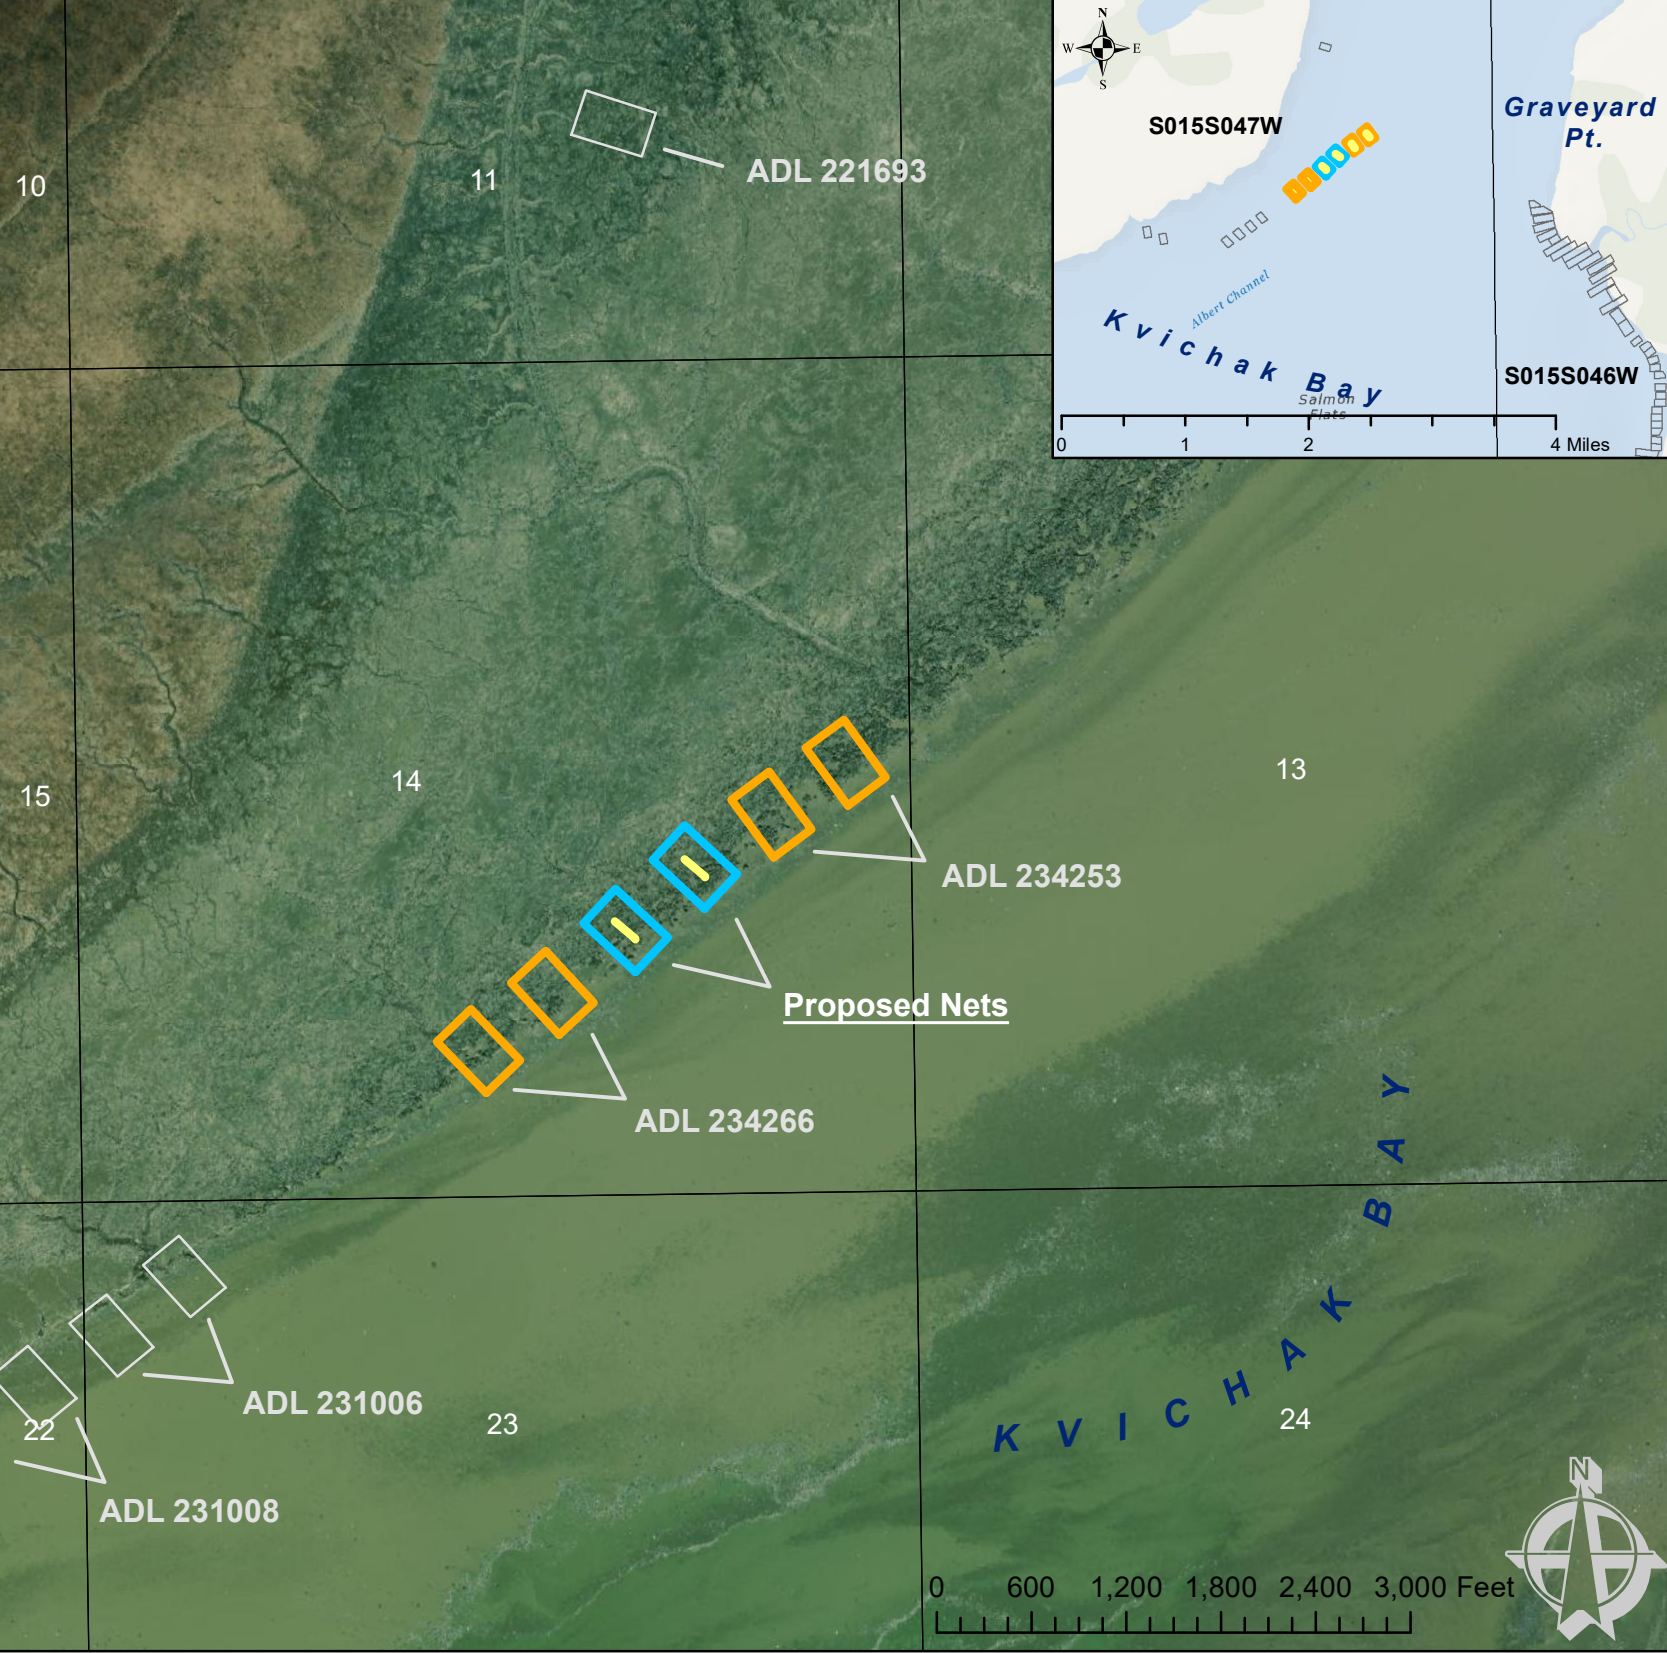 10
11
ADL 221693
N
W
E
S
S015S047W
Graveyard
Pt.
Albert Channel
Kvichak Bay
Salmon
Flats
S015S046W
0 1 2 4 Miles
15
14
13
ADL 234253
Proposed Nets
ADL 234266
ADL 231006
22
23
24
ADL 231008
KVICHAK BAY
N
0 600 1,200 1,800 2,400 3,000 Feet